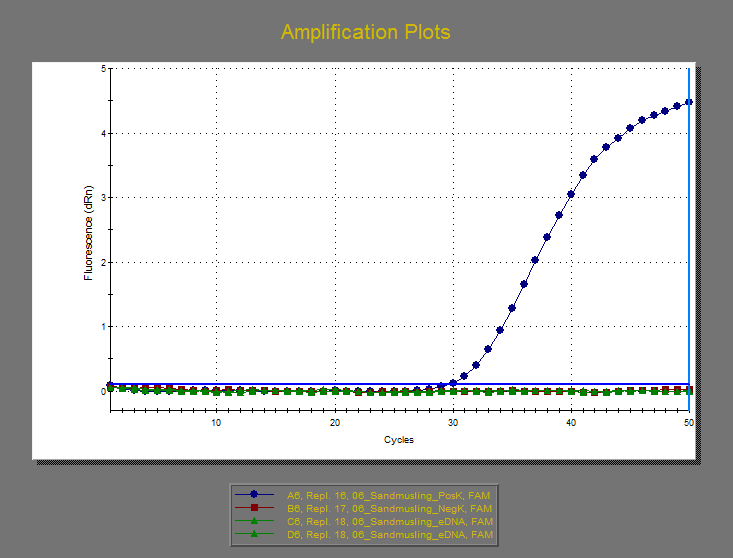 Amplification Plots
5
4
3
2
1
0
Fluorescence (dRn)
10
20
30
40
50
Cycles
A6, Repl. 16, 06_Sandmusling_PosK, FAM
B6, Repl. 17, 06_Sandmusling_NegK, FAM
C6, Repl. 18, 06_Sandmusling_eDNA, FAM
D6, Repl. 18, 06_Sandmusling_eDNA, FAM